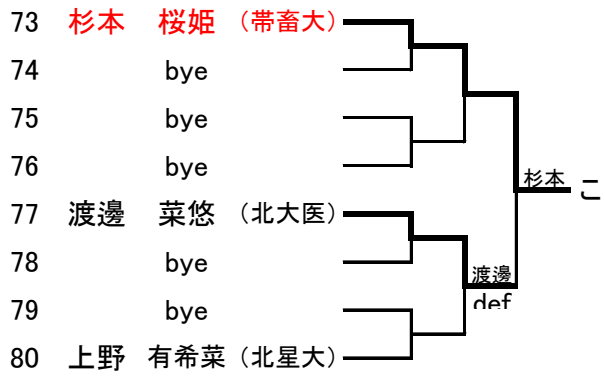 73 杉本 桜姫 (帯畜大)
74 bye
75 bye
76 bye
杉本 こ
77 渡邊 菜悠 (北大医)
78 bye
渡邊
def
79 bye
80 上野 有希菜 (北星大)